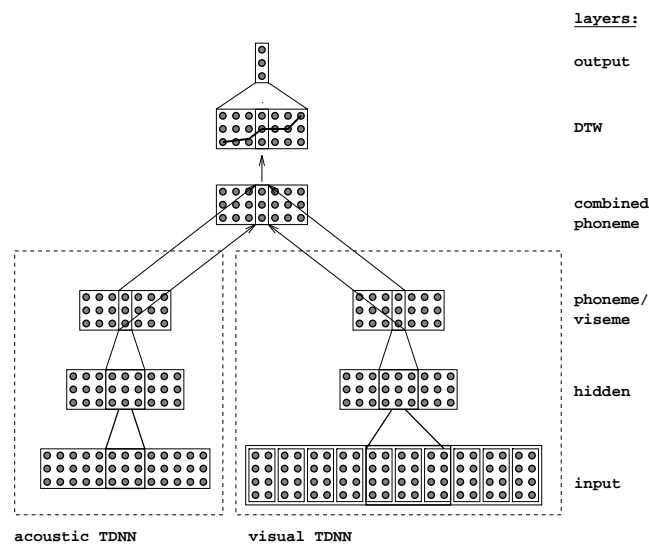 layers:
output
DTW
combined
phoneme
phoneme/
viseme
hidden
input
acoustic TDNN
visual TDNN